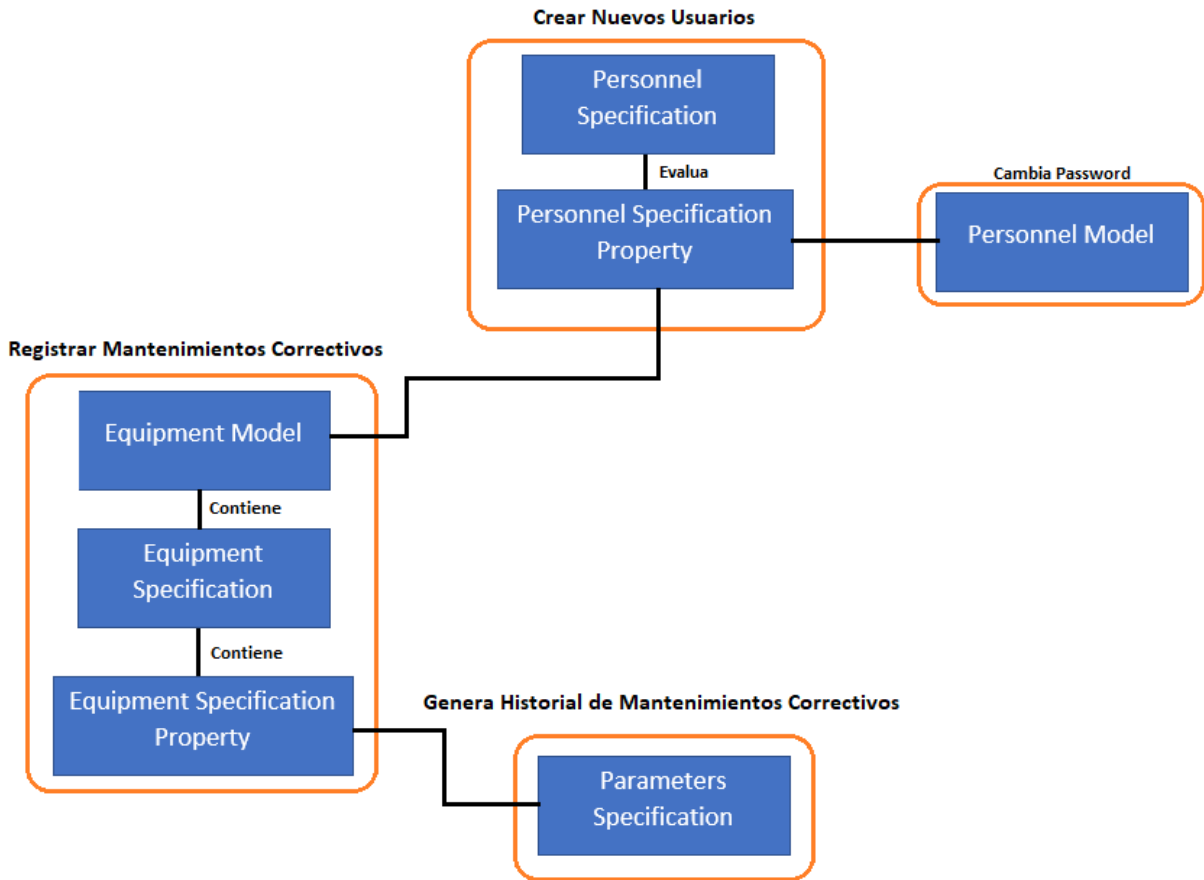 Crear Nuevos Usuarios
Personnel
Specification
Evalua
Personnel Specification
Property
Cambia Password
Personnel Model
Registrar Mantenimientos Correctivos
Equipment Model
Contiene
Equipment
Specification
Contiene
Equipment Specification
Property
Genera Historial de Mantenimientos Correctivos
Parameters
Specification